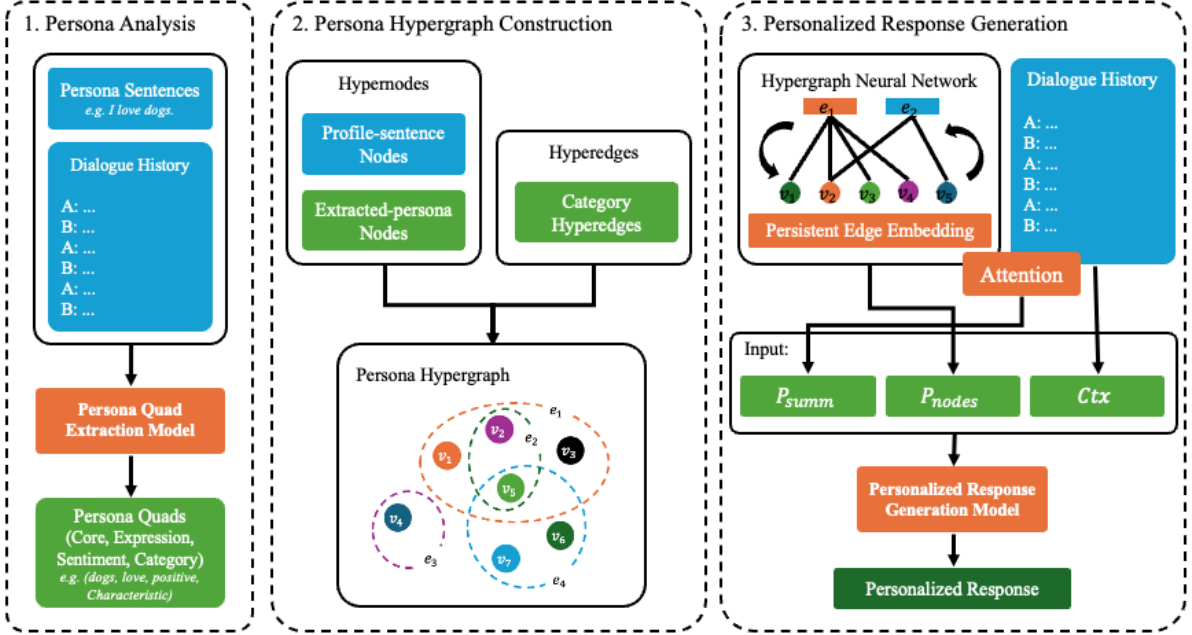 1. Persona Analysis
Persona Sentences
e.g. I love dogs.
Dialogue History
A: ...
B: ...
A: ...
B: ...
A: ...
B: ...
Persona Quad
Extraction Model
Persona Quads
(Core, Expression,
Sentiment, Category)
e.g. (dogs, love, positive,
Characteristic)
2. Persona Hypergraph Construction
Hypernodes
Profile-sentence
Nodes
Extracted-persona
Nodes
Hyperedges
Category
Hyperedges
Persona Hypergraph
e₁
v₂
e₂
v₁
v₃
v₅
v₄
v₆
e₃
v₇
e₄
3. Personalized Response Generation
Hypergraph Neural Network
e₁ e₂
v₁ v₂ v₃ v₄ v₅
Persistent Edge Embedding
Dialogue History
A: ...
B: ...
A: ...
B: ...
A: ...
B: ...
Attention
Input:
P_summ P_nodes Ctx
Personalized Response
Generation Model
Personalized Response